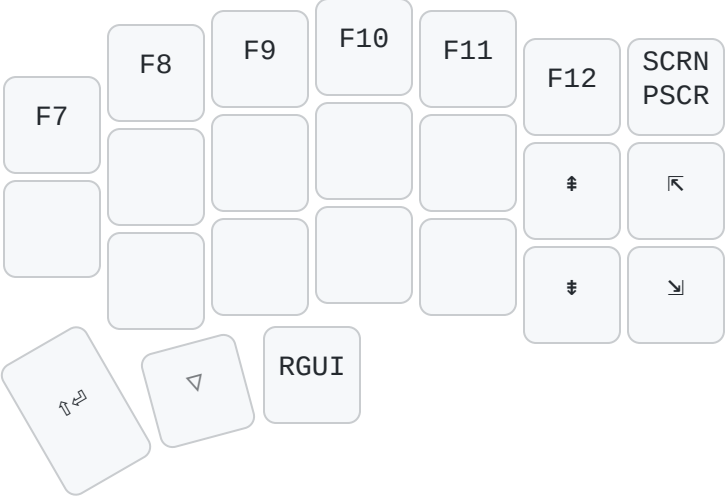 F10
F8
F9
F11
F12
SCRN
PSCR
F7
⇞
⇱
⇟
⇲
⇧⏎
▽
RGUI